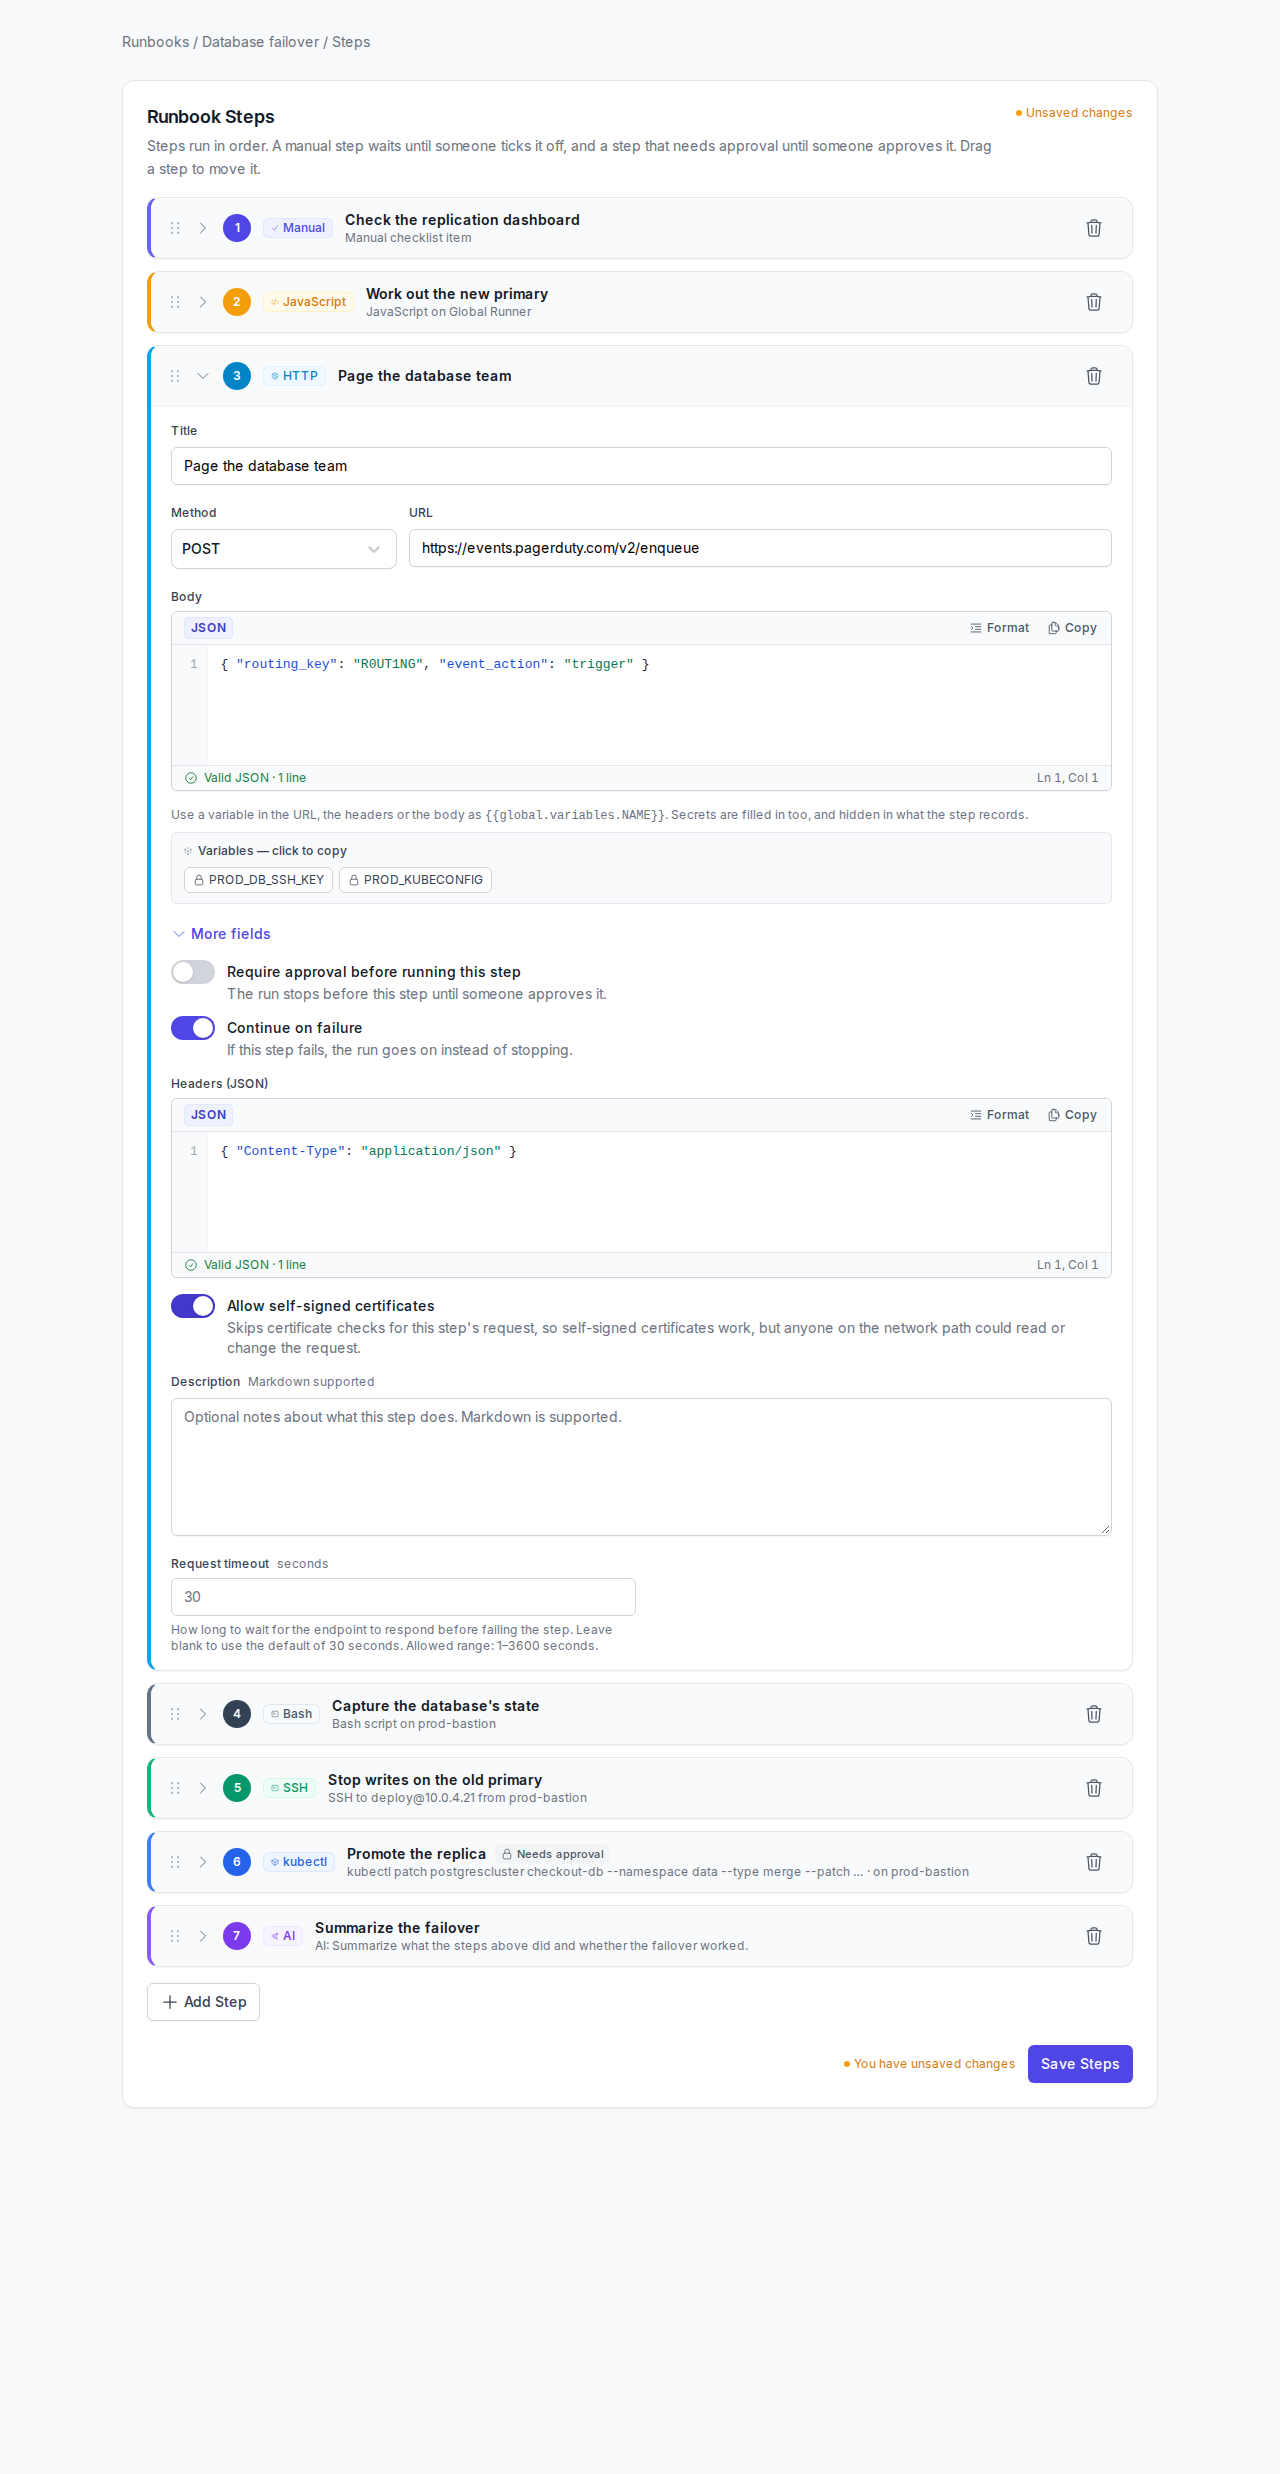 Runbooks / Database failover / Steps
Runbook Steps
Unsaved changes
Steps run in order. A manual step waits until someone ticks it off, and a step that needs approval until someone approves it. Drag
a step to move it.
1 Manual Check the replication dashboard
Manual checklist item
2 JavaScript Work out the new primary
JavaScript on Global Runner
3 HTTP Page the database team
Title
Page the database team
Method URL
POST https://events.pagerduty.com/v2/enqueue
Body
JSON Format Copy
1 { "routing_key": "R0UT1NG", "event_action": "trigger" }
Valid JSON · 1 line Ln 1, Col 1
Use a variable in the URL, the headers or the body as {{global.variables.NAME}}. Secrets are filled in too, and hidden in what the step records.
Variables — click to copy
PROD_DB_SSH_KEY PROD_KUBECONFIG
More fields
Require approval before running this step
The run stops before this step until someone approves it.
Continue on failure
If this step fails, the run goes on instead of stopping.
Headers (JSON)
JSON Format Copy
1 { "Content-Type": "application/json" }
Valid JSON · 1 line Ln 1, Col 1
Allow self-signed certificates
Skips certificate checks for this step's request, so self-signed certificates work, but anyone on the network path could read or
change the request.
Description Markdown supported
Optional notes about what this step does. Markdown is supported.
Request timeout seconds
30
How long to wait for the endpoint to respond before failing the step. Leave
blank to use the default of 30 seconds. Allowed range: 1–3600 seconds.
4 Bash Capture the database's state
Bash script on prod-bastion
5 SSH Stop writes on the old primary
SSH to deploy@10.0.4.21 from prod-bastion
6 kubectl Promote the replica Needs approval
kubectl patch postgrescluster checkout-db --namespace data --type merge --patch ... · on prod-bastion
7 AI Summarize the failover
AI: Summarize what the steps above did and whether the failover worked.
Add Step
You have unsaved changes Save Steps